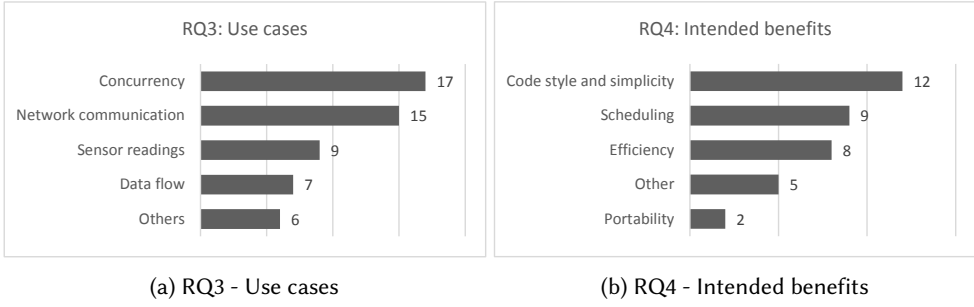 RQ3: Use cases
Concurrency 17
Network communication 15
Sensor readings 9
Data flow 7
Others 6
(a) RQ3 - Use cases
RQ4: Intended benefits
Code style and simplicity 12
Scheduling 9
Efficiency 8
Other 5
Portability 2
(b) RQ4 - Intended benefits